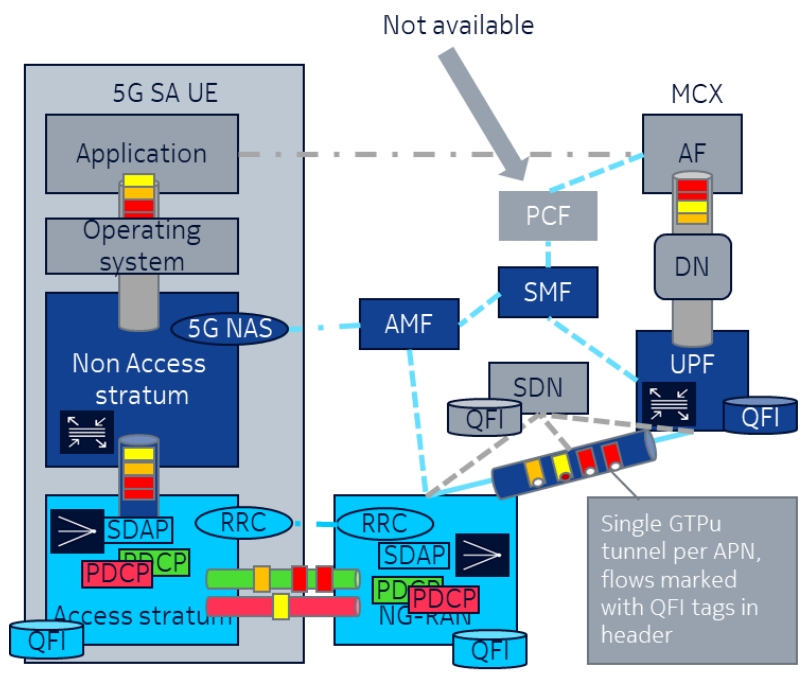 Not available
5G SA UE
MCX
Application
AF
PCF
Operating
system
DN
SMF
5G NAS
AMF
Non Access
stratum
UPF
SDN
QFI
QFI
RRC
RRC
SDAP
SDAP
PDCP
PDCP
PDCP
PDCP
Access stratum
NG-RAN
QFI
QFI
Single GTPu
tunnel per APN,
flows marked
with QFI tags in
header